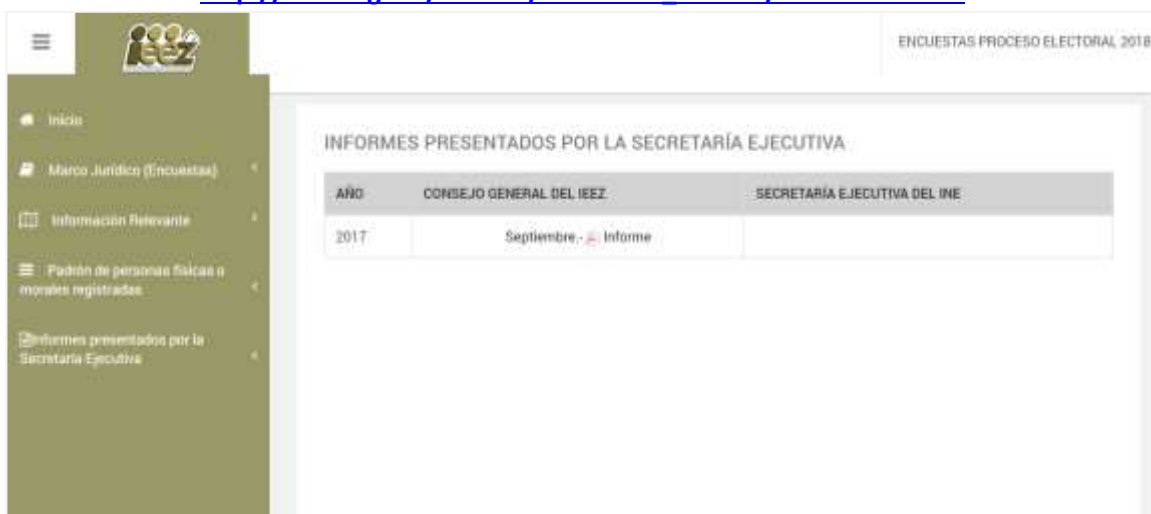 ieez
ENCUESTAS PROCESO ELECTORAL 2018
Inicio
Marco Jurídico (Encuestas)
Información Relevante
Padrón de personas físicas o
morales registradas
Informes presentados por la
Secretaría Ejecutiva
INFORMES PRESENTADOS POR LA SECRETARÍA EJECUTIVA
AÑO CONSEJO GENERAL DEL IEEZ SECRETARÍA EJECUTIVA DEL INE
2017 Septiembre.- Informe